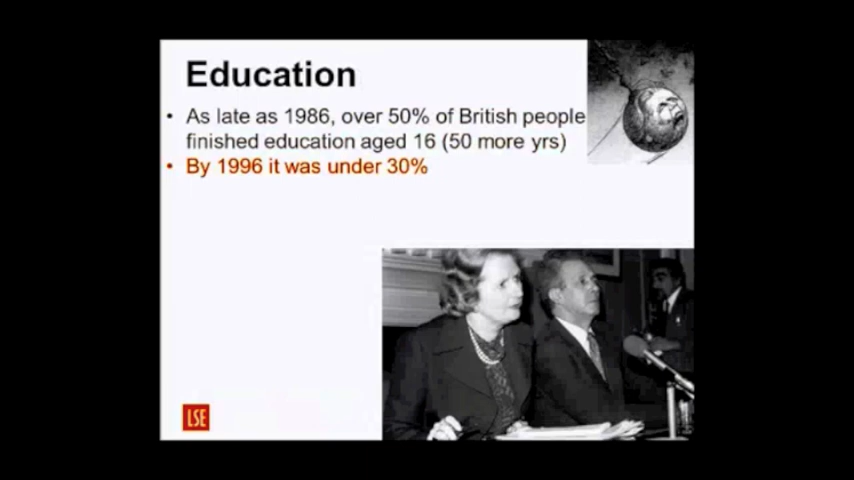 Education
• As late as 1986, over 50% of British people
finished education aged 16 (50 more yrs)
• By 1996 it was under 30%
LSE